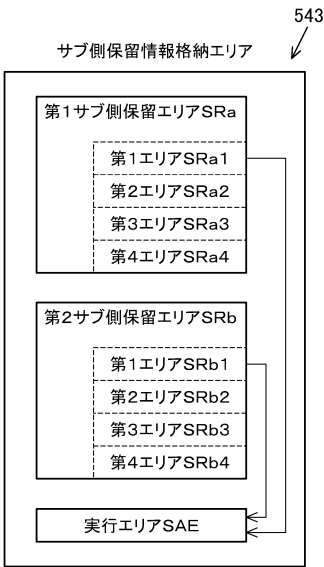 543
サブ側保留情報格納エリア
第1サブ側保留エリアSRa
第1エリアSRa1
第2エリアSRa2
第3エリアSRa3
第4エリアSRa4
第2サブ側保留エリアSRb
第1エリアSRb1
第2エリアSRb2
第3エリアSRb3
第4エリアSRb4
実行エリアSAE